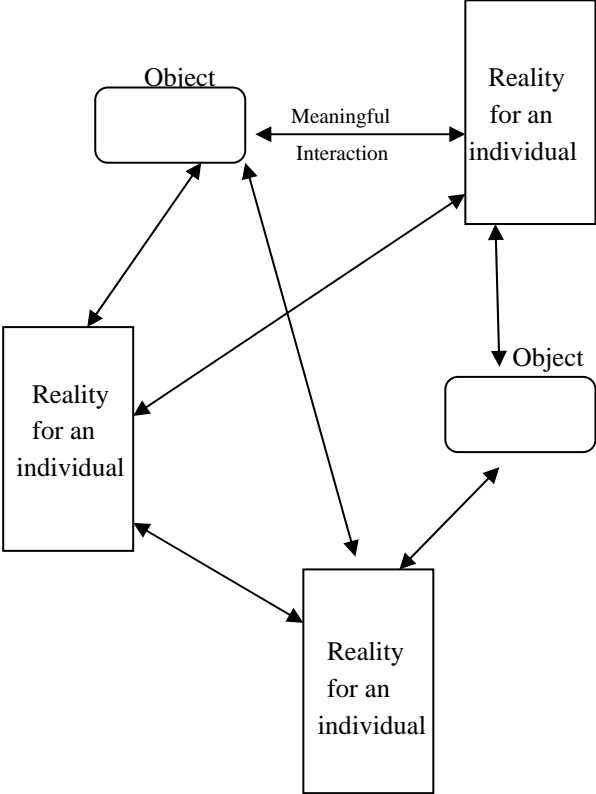 Object
Meaningful
Interaction
Reality
for an
individual
Object
Reality
for an
individual
Reality
for an
individual